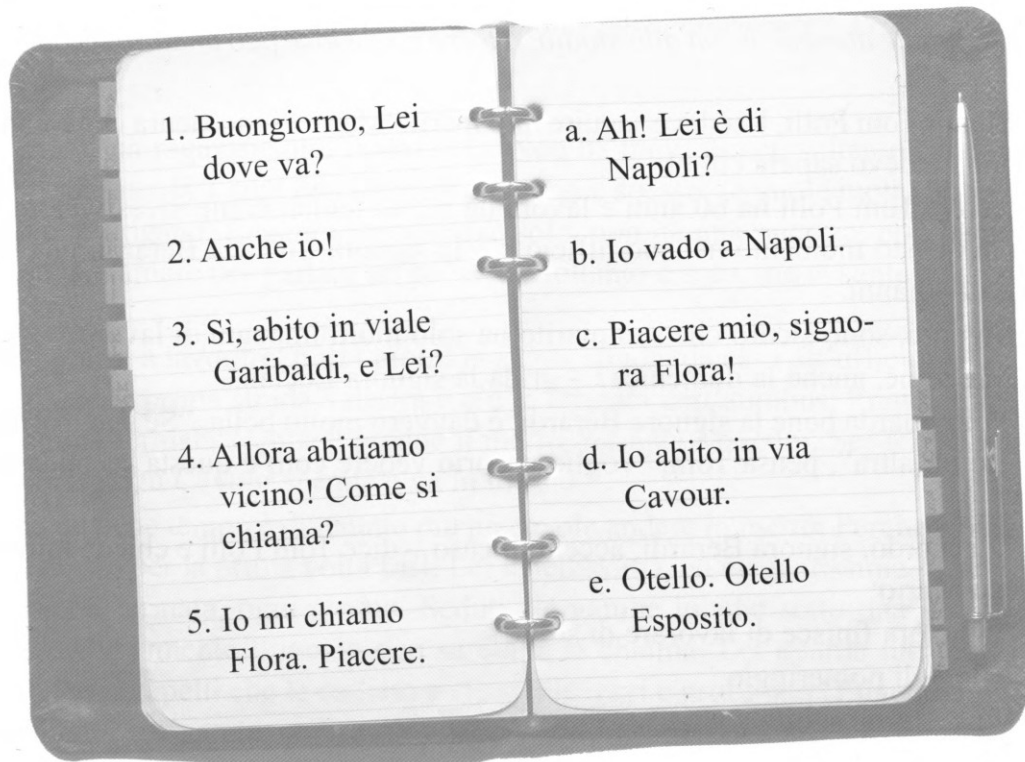 1. Buongiorno, Lei
dove va?
2. Anche io!
3. Sì, abito in viale
Garibaldi, e Lei?
4. Allora abitiamo
vicino! Come si
chiama?
5. Io mi chiamo
Flora. Piacere.
a. Ah! Lei è di
Napoli?
b. Io vado a Napoli.
c. Piacere mio, signo-
ra Flora!
d. Io abito in via
Cavour.
e. Otello. Otello
Esposito.